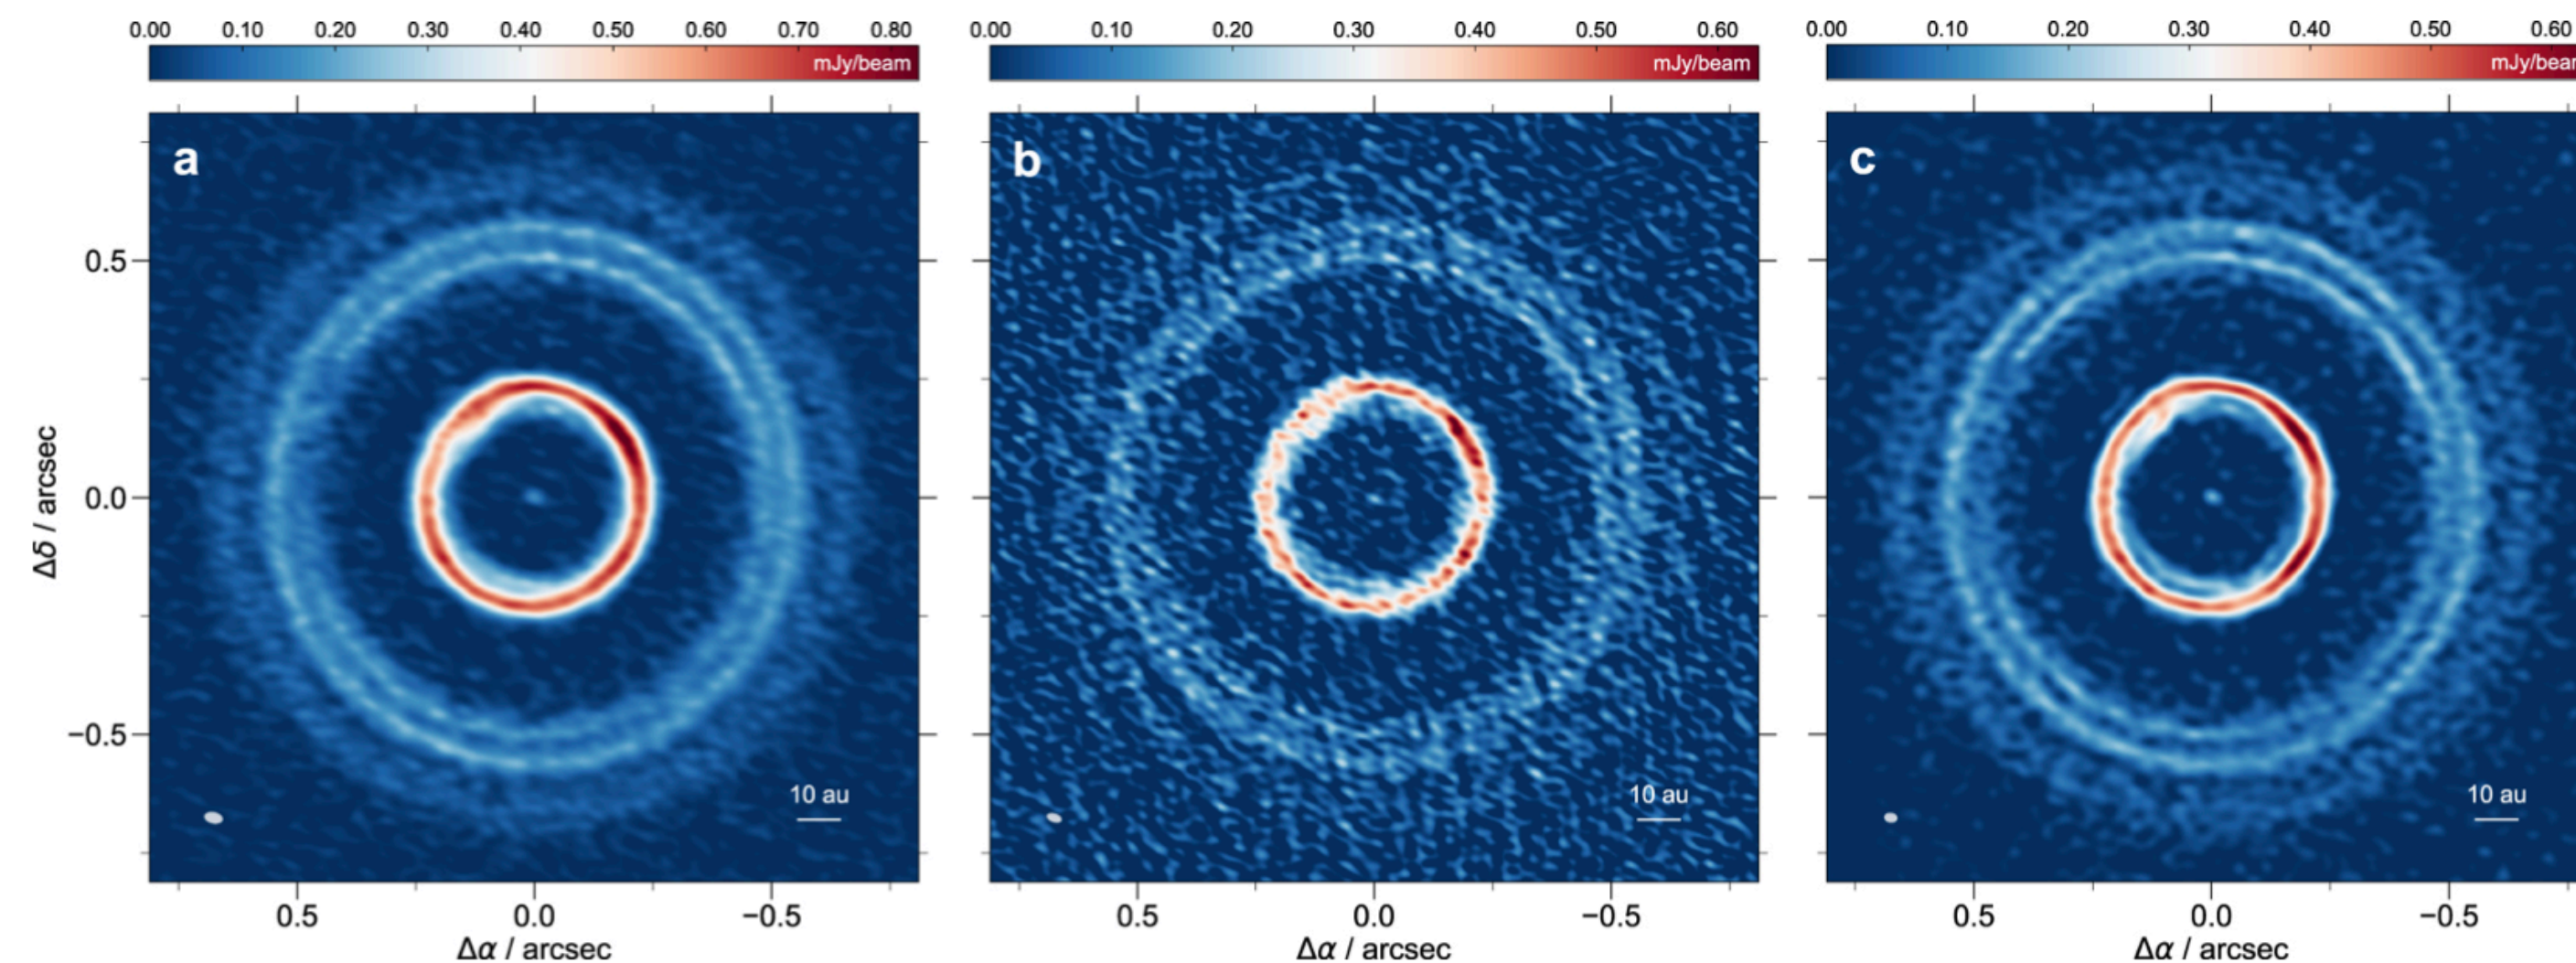 0.00 0.10 0.20 0.30 0.40 0.50 0.60 0.70 0.80
mJy/beam
a
0.5
0.0
−0.5
Δδ / arcsec
10 au
0.5 0.0 −0.5
Δα / arcsec
0.00 0.10 0.20 0.30 0.40 0.50 0.60
mJy/beam
b
10 au
0.5 0.0 −0.5
Δα / arcsec
0.00 0.10 0.20 0.30 0.40 0.50 0.60
mJy/bear
c
10 au
0.5 0.0 −0.5
Δα / arcsec